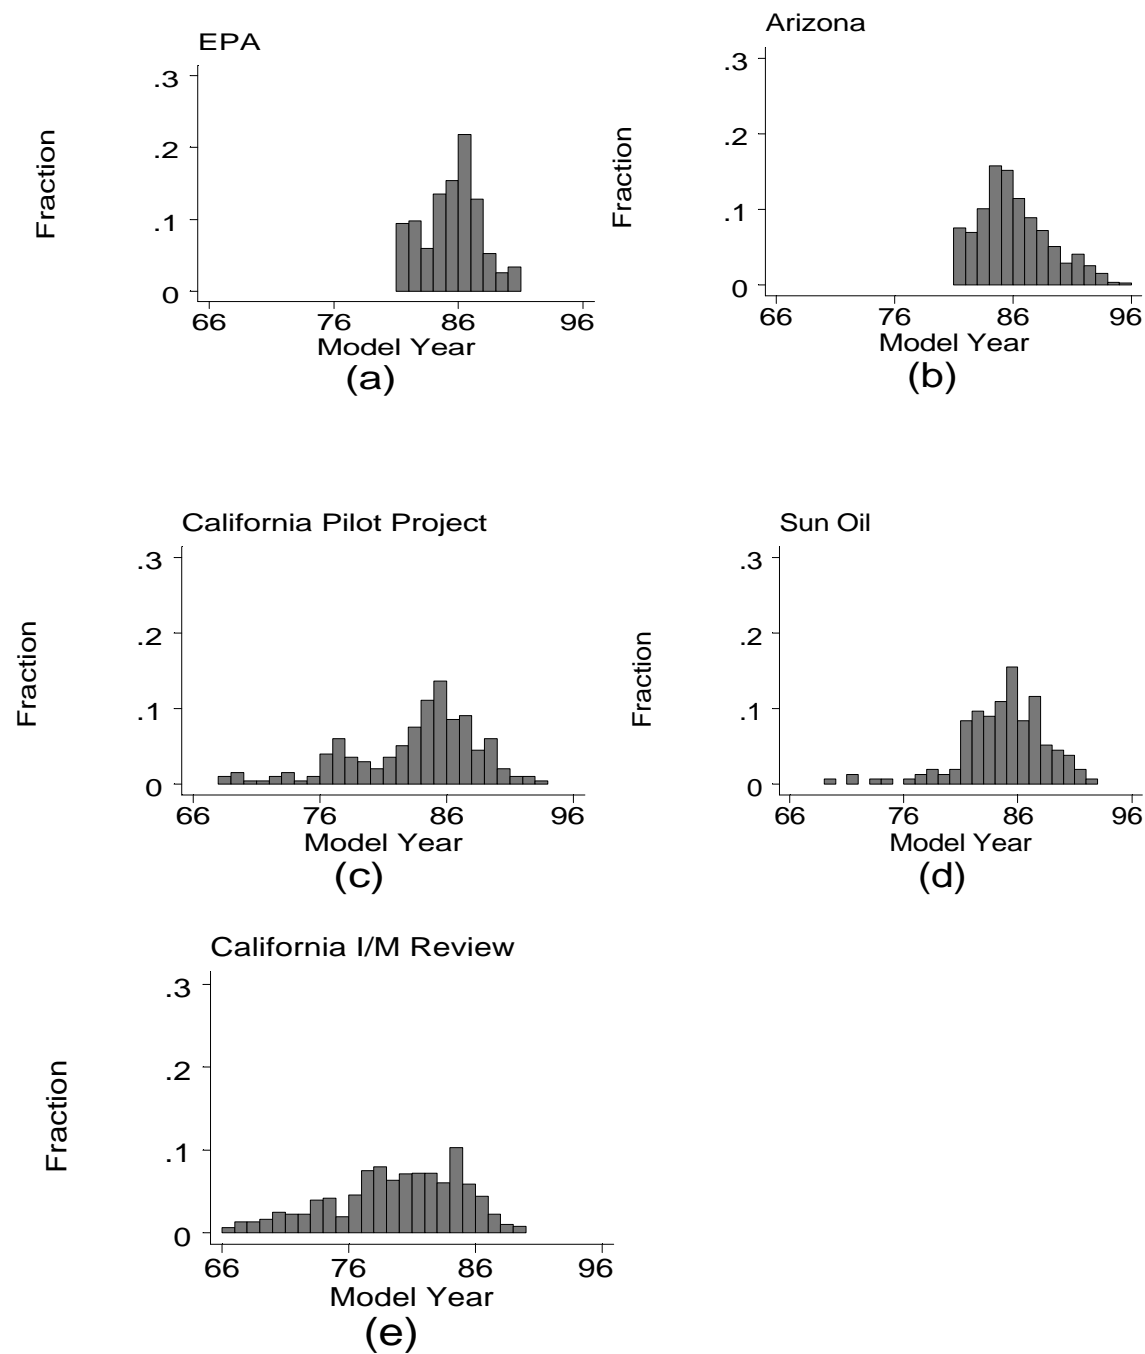 EPA
Fraction
.3
.2
.1
0
66 76 86 96
Model Year
(a)
Arizona
Fraction
.3
.2
.1
0
66 76 86 96
Model Year
(b)
California Pilot Project
Fraction
.3
.2
.1
0
66 76 86 96
Model Year
(c)
Sun Oil
Fraction
.3
.2
.1
0
66 76 86 96
Model Year
(d)
California I/M Review
Fraction
.3
.2
.1
0
66 76 86 96
Model Year
(e)